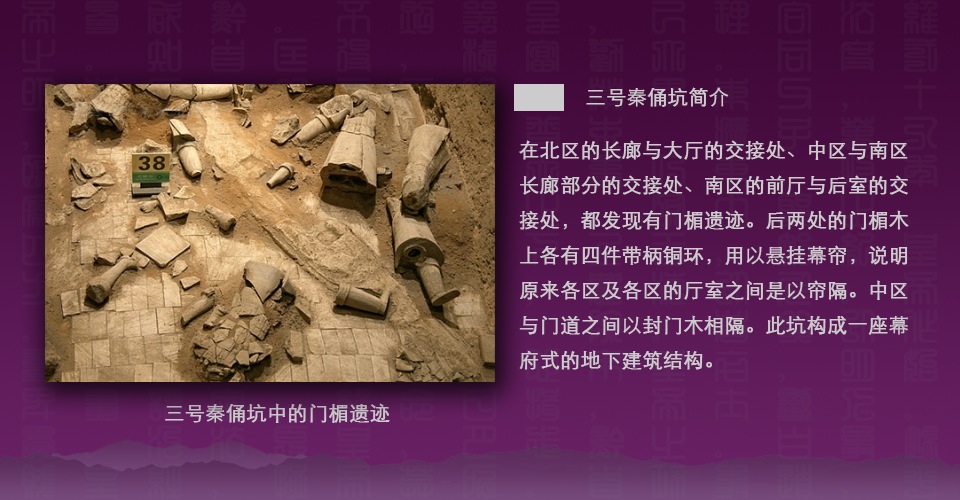 三号秦俑坑简介
在北区的长廊与大厅的交接处、中区与南区
长廊部分的交接处、南区的前厅与后室的交
接处，都发现有门楣遗迹。后两处的门楣木
上各有四件带柄铜环，用以悬挂幕帘，说明
原来各区及各区的厅室之间是以帘隔。中区
与门道之间以封门木相隔。此坑构成一座幕
府式的地下建筑结构。
38
三号秦俑坑中的门楣遗迹